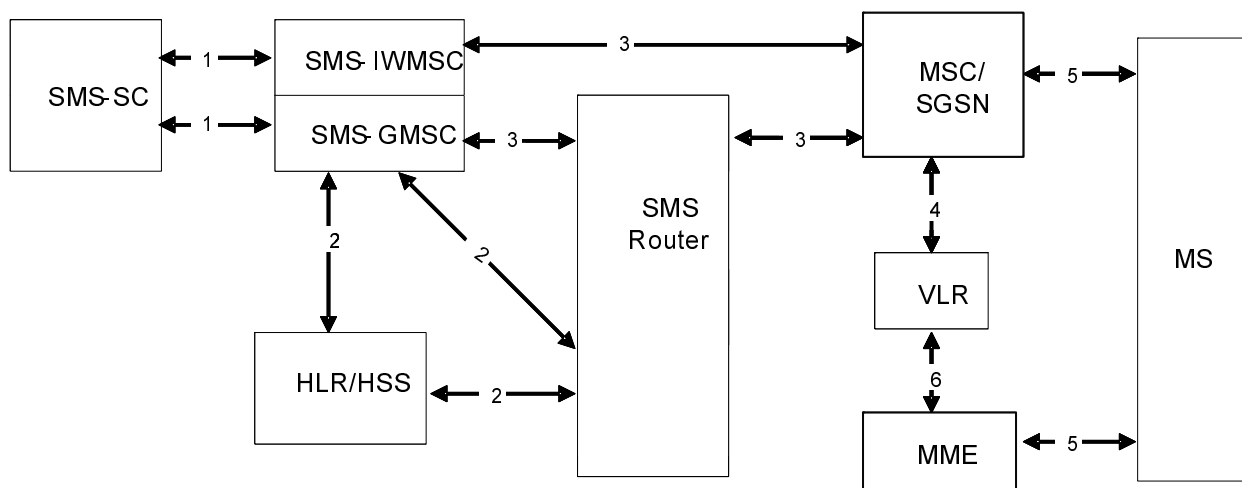 1
SMS-SC
1
SMS- IWMSC
SMS- GMSC
3
3
3
MSC/
SGSN
5
SMS
Router
4
2
2
VLR
MS
HLR/HSS
2
6
MME
5